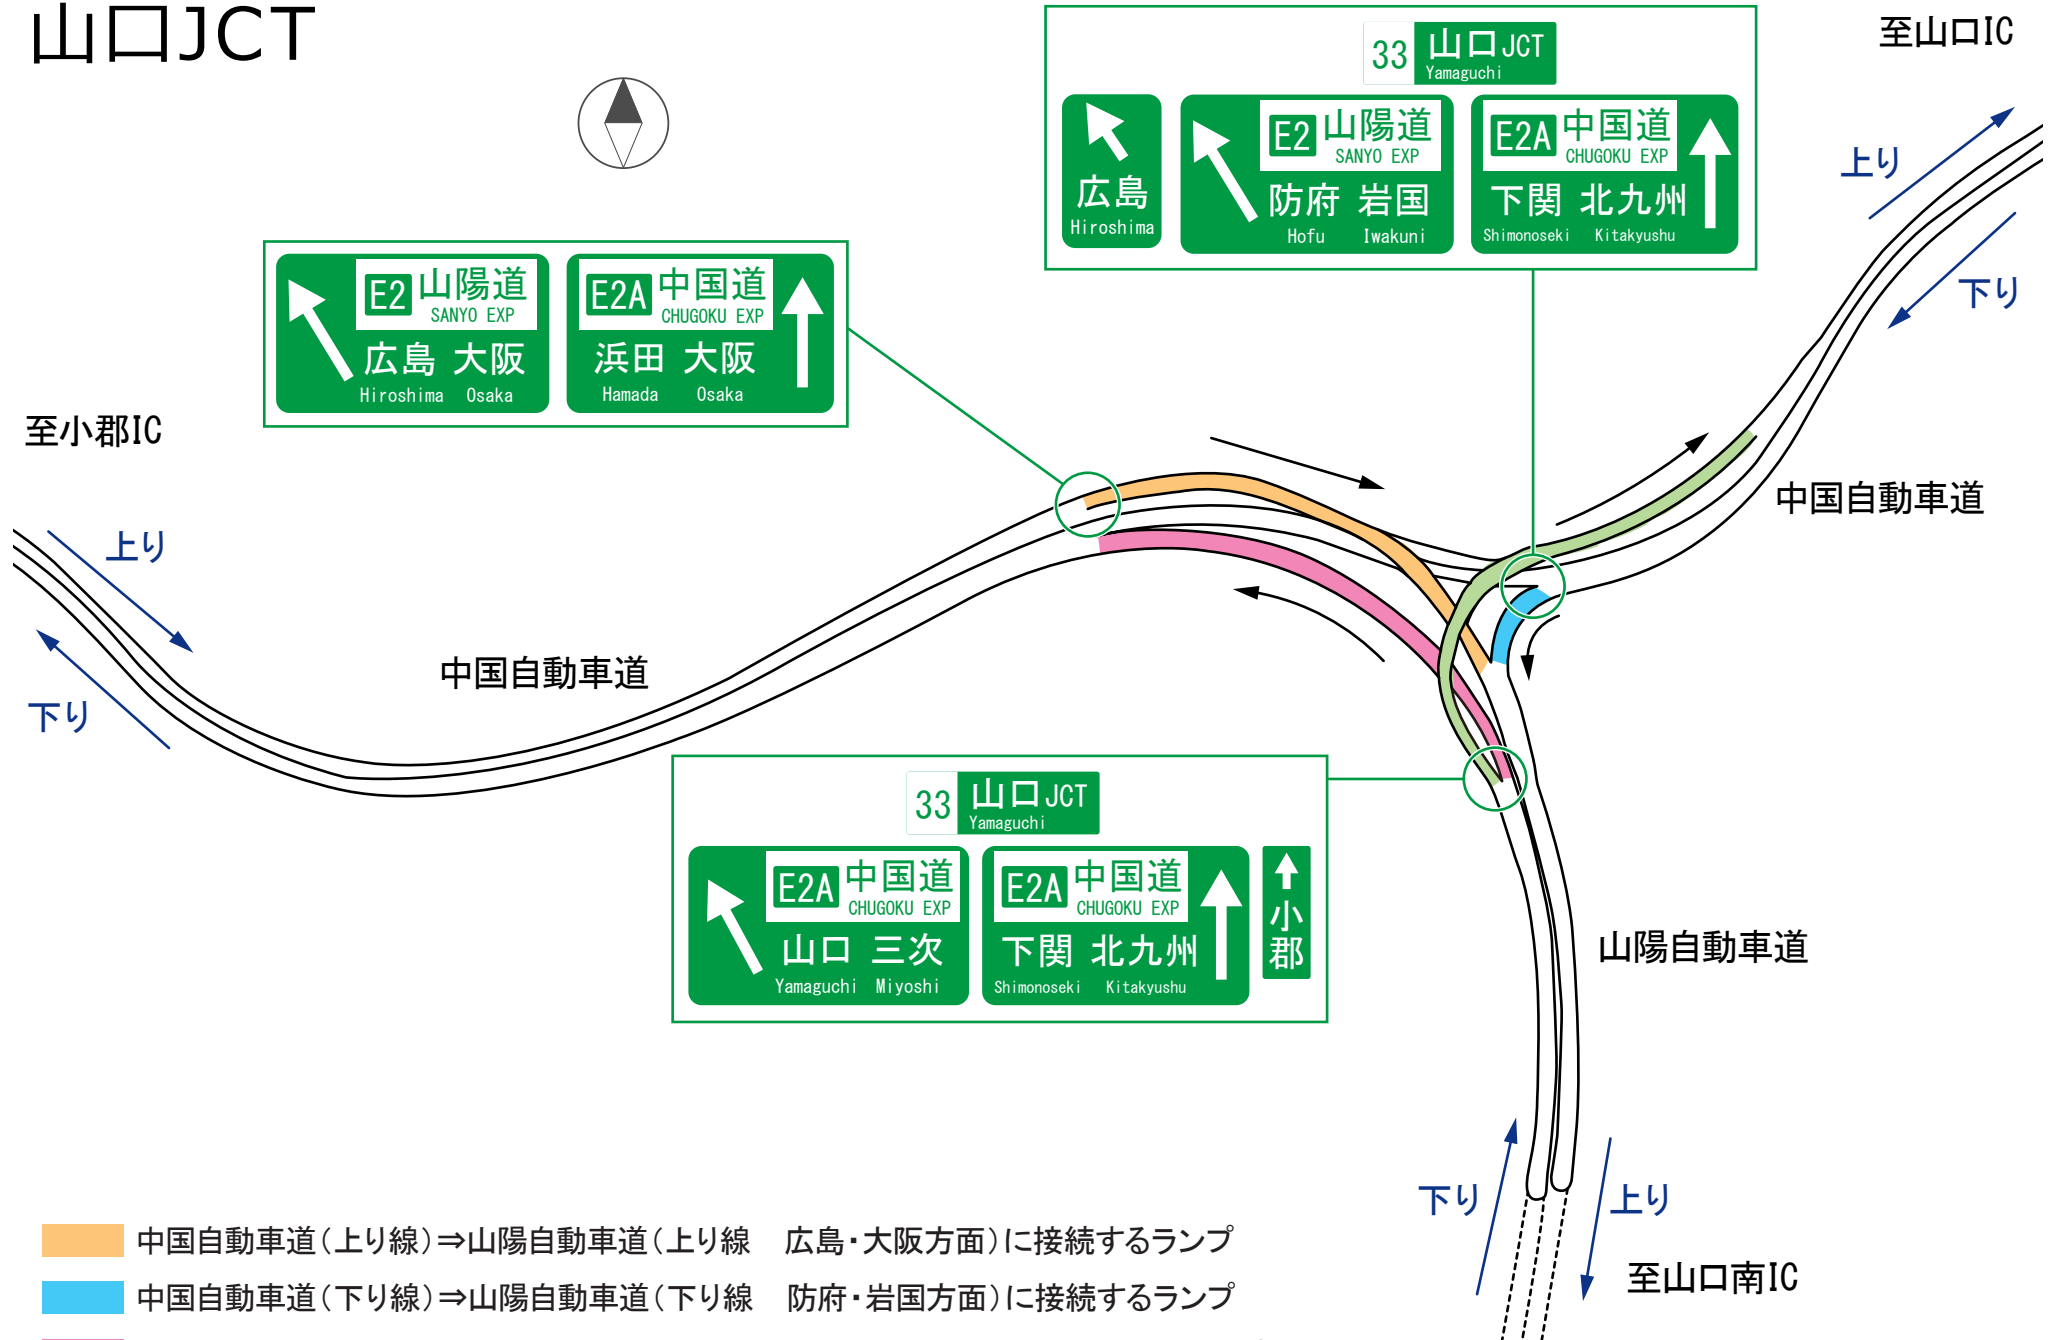 山口JCT
33 山口JCT
Yamaguchi
広島
Hiroshima
E2 山陽道
SANYO EXP
防府 岩国
Hofu Iwakuni
E2A 中国道
CHUGOKU EXP
下関 北九州
Shimonoseki Kitakyushu
至山口IC
上り
下り
E2 山陽道
SANYO EXP
広島 大阪
Hiroshima Osaka
E2A 中国道
CHUGOKU EXP
浜田 大阪
Hamada Osaka
至小郡IC
上り
下り
中国自動車道
中国自動車道
33 山口JCT
Yamaguchi
E2A 中国道
CHUGOKU EXP
山口 三次
Yamaguchi Miyoshi
E2A 中国道
CHUGOKU EXP
下関 北九州
Shimonoseki Kitakyushu
小郡
山陽自動車道
下り
上り
至山口南IC
中国自動車道(上り線)⇒山陽自動車道(上り線　広島・大阪方面)に接続するランプ
中国自動車道(下り線)⇒山陽自動車道(下り線　防府・岩国方面)に接続するランプ